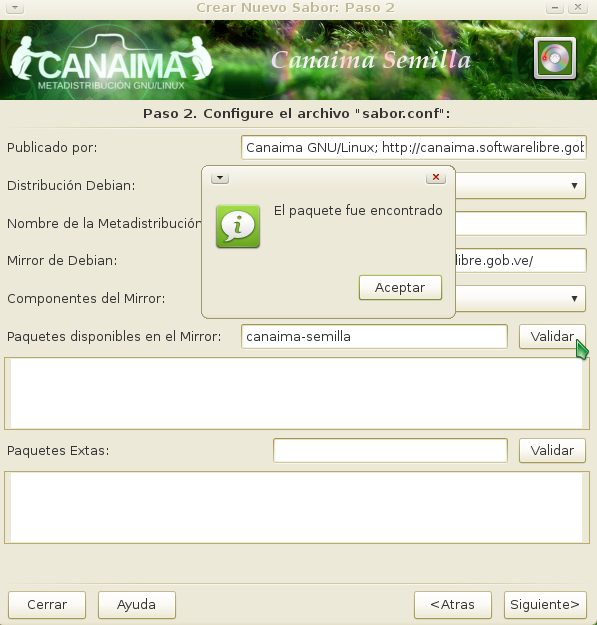 Crear Nuevo Sabor: Paso 2
CANAIMA
METADISTRIBUCIÓN GNU/LINUX
Canaima Semilla
Paso 2. Configure el archivo "sabor.conf":
Publicado por:
Canaima GNU/Linux; http://canaima.softwarelibre.gob
Distribución Debian:
El paquete fue encontrado
Nombre de la Metadistribución
Mirror de Debian:
libre.gob.ve/
Aceptar
Componentes del Mirror:
Paquetes disponibles en el Mirror:
canaima-semilla
Validar
Paquetes Extas:
Validar
Cerrar
Ayuda
<Atras
Siguiente>